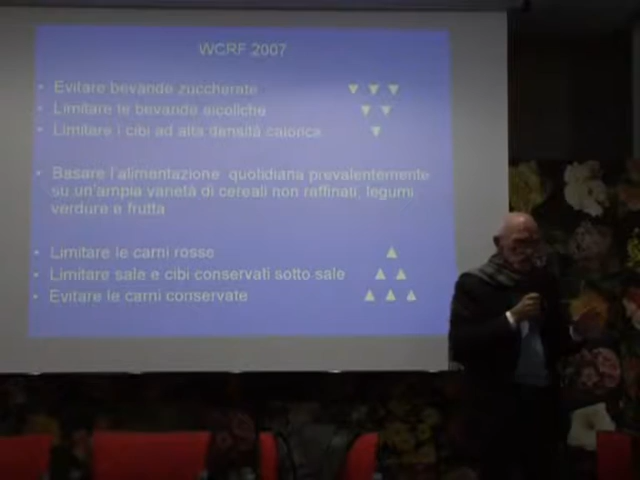 WCRF 2007
• Evitare bevande zuccherate ▼ ▼ ▼
• Limitare le bevande alcoliche ▼ ▼
• Limitare i cibi ad alta densità calorica ▼
• Basare l'alimentazione quotidiana prevalentemente
su un'ampia varietà di cereali non raffinati, legumi
verdure e frutta
• Limitare le carni rosse ▲
• Limitare sale e cibi conservati sotto sale ▲ ▲
• Evitare le carni conservate ▲ ▲ ▲